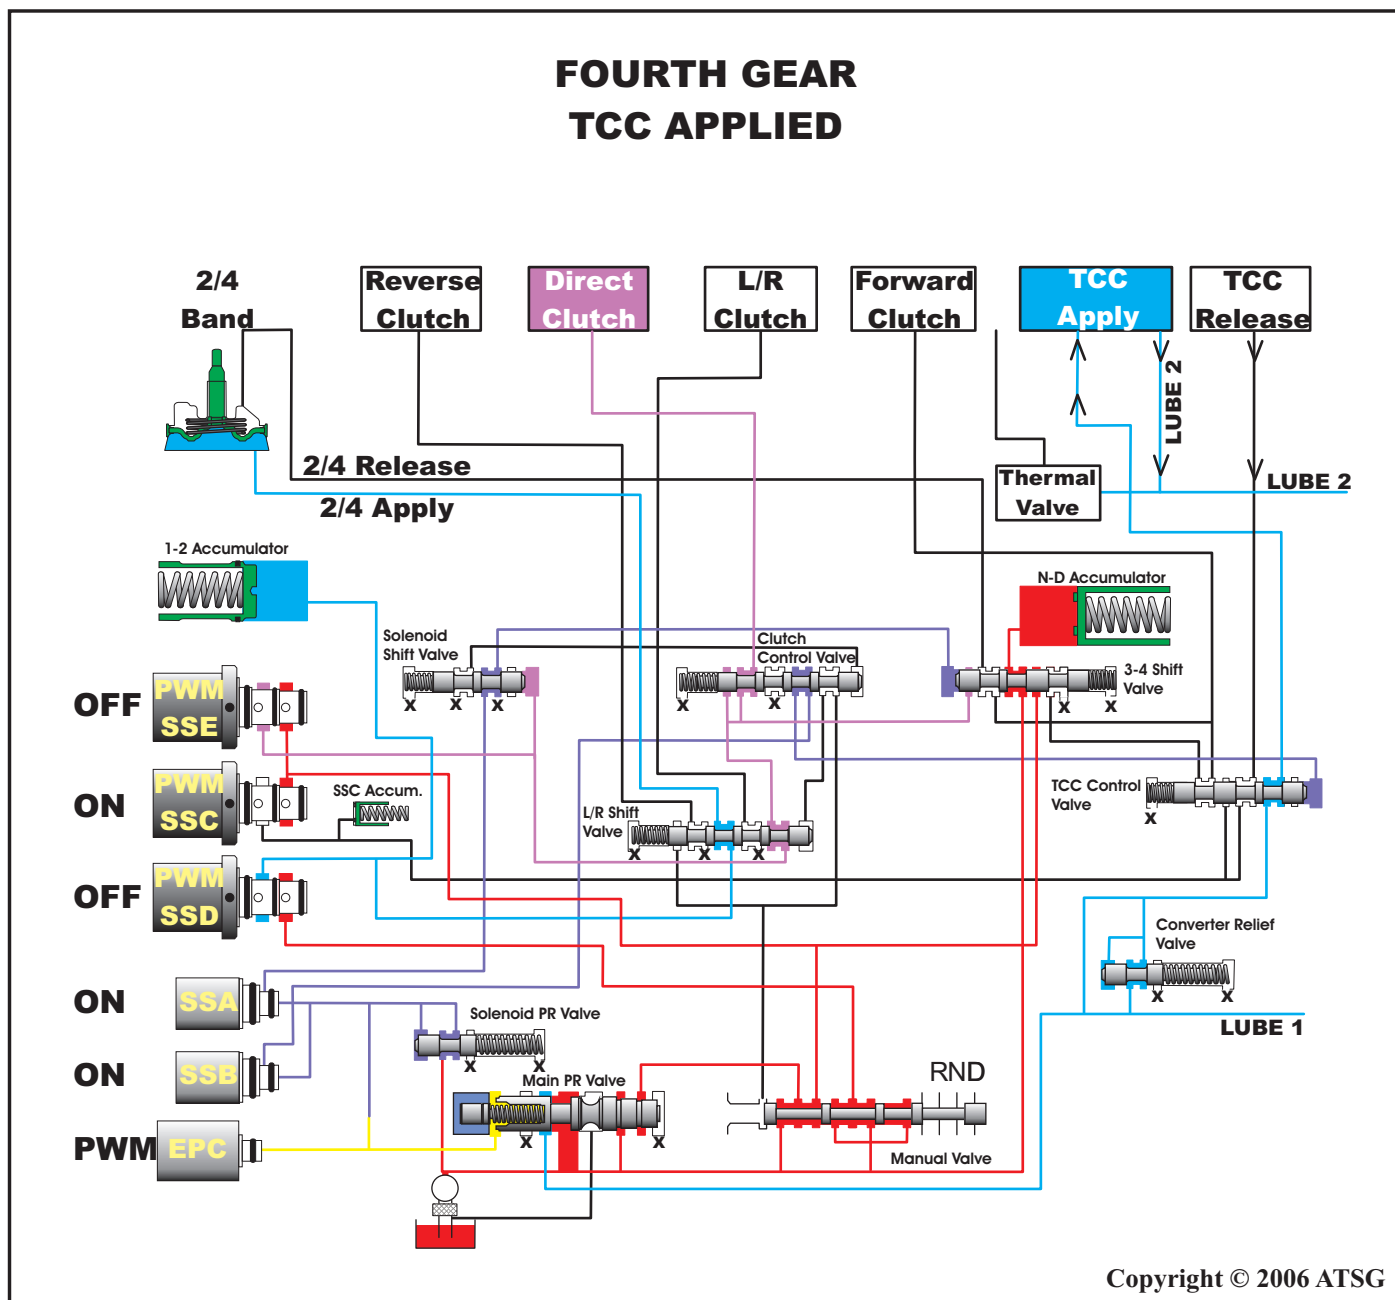 FOURTH GEAR
TCC APPLIED
2/4
Band
Reverse
Clutch
Direct
Clutch
L/R
Clutch
Forward
Clutch
TCC
Apply
TCC
Release
LUBE 2
2/4 Release
2/4 Apply
Thermal
Valve
LUBE 2
1-2 Accumulator
N-D Accumulator
Solenoid
Shift Valve
Clutch
Control Valve
3-4 Shift
Valve
X
X
X
X
X
X
X
OFF
PWM
SSE
ON
PWM
SSC
SSC Accum.
L/R Shift
Valve
X
X
X
TCC Control
Valve
X
OFF
PWM
SSD
Converter Relief
Valve
X
X
ON
SSA
Solenoid PR Valve
X
X
LUBE 1
ON
SSB
Main PR Valve
X
X
RND
Manual Valve
PWM
EPC
Copyright © 2006 ATSG